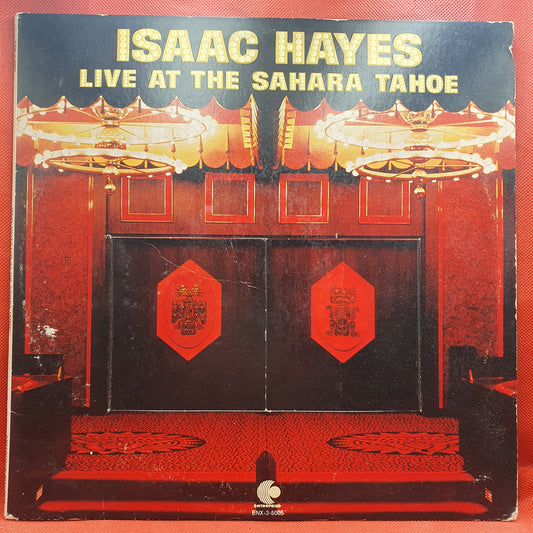 ISAAC HAYES
LIVE AT THE SAHARA TAHOE
ENTERPRISE
ENX-2-5005